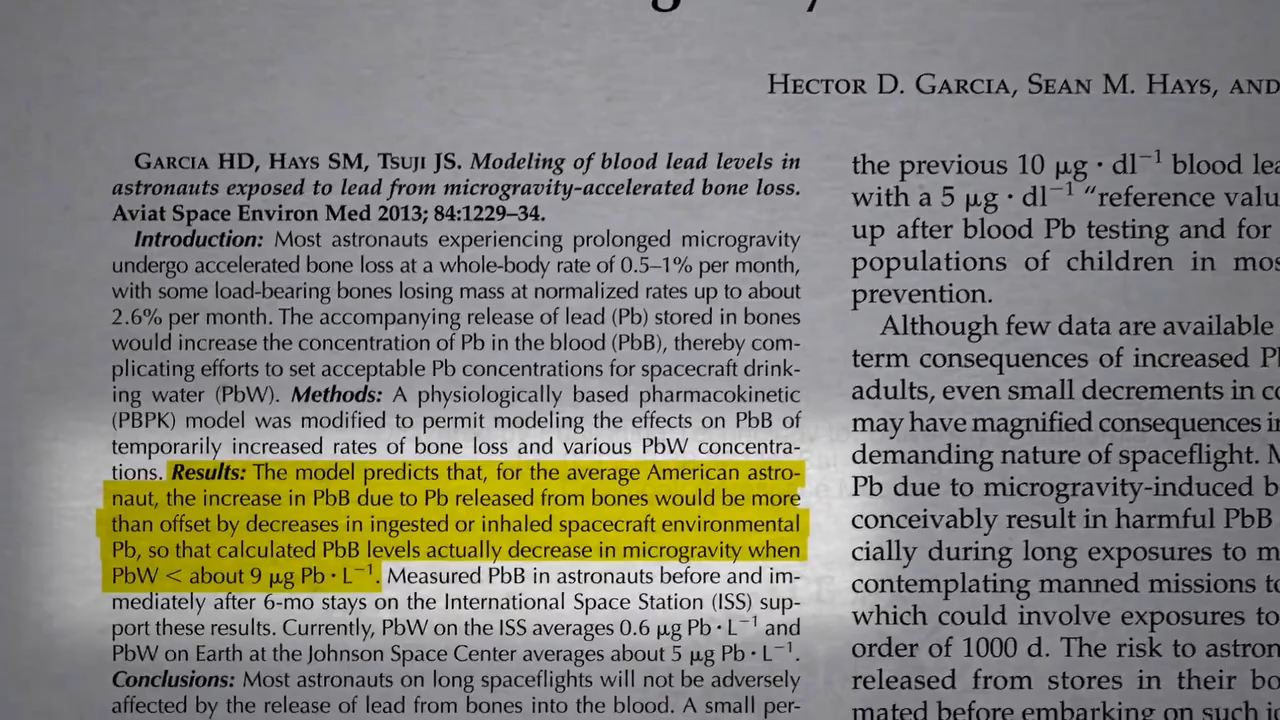 HECTOR D. GARCIA, SEAN M. HAYS, AND
GARCIA HD, HAYS SM, TSUJI JS. Modeling of blood lead levels in
astronauts exposed to lead from microgravity-accelerated bone loss.
Aviat Space Environ Med 2013; 84:1229–34.
Introduction: Most astronauts experiencing prolonged microgravity
undergo accelerated bone loss at a whole-body rate of 0.5–1% per month,
with some load-bearing bones losing mass at normalized rates up to about
2.6% per month. The accompanying release of lead (Pb) stored in bones
would increase the concentration of Pb in the blood (PbB), thereby com-
plicating efforts to set acceptable Pb concentrations for spacecraft drink-
ing water (PbW). Methods: A physiologically based pharmacokinetic
(PBPK) model was modified to permit modeling the effects on PbB of
temporarily increased rates of bone loss and various PbW concentra-
tions. Results: The model predicts that, for the average American astro-
naut, the increase in PbB due to Pb released from bones would be more
than offset by decreases in ingested or inhaled spacecraft environmental
Pb, so that calculated PbB levels actually decrease in microgravity when
PbW < about 9 μg Pb · L⁻¹. Measured PbB in astronauts before and im-
mediately after 6-mo stays on the International Space Station (ISS) sup-
port these results. Currently, PbW on the ISS averages 0.6 μg Pb · L⁻¹ and
PbW on Earth at the Johnson Space Center averages about 5 μg Pb · L⁻¹.
Conclusions: Most astronauts on long spaceflights will not be adversely
affected by the release of lead from bones into the blood. A small per-
the previous 10 μg · dl⁻¹ blood
with a 5 μg · dl⁻¹ “reference
up after blood Pb testing and for
populations of children in
prevention.
Although few data are available
term consequences of increased
adults, even small decrements in
may have magnified consequences
demanding nature of spaceflight.
Pb due to microgravity-induced
conceivably result in harmful PbB
cially during long exposures to
contemplating manned missions
which could involve exposures to
order of 1000 d. The risk to
released from stores in their
mated before embarking on such